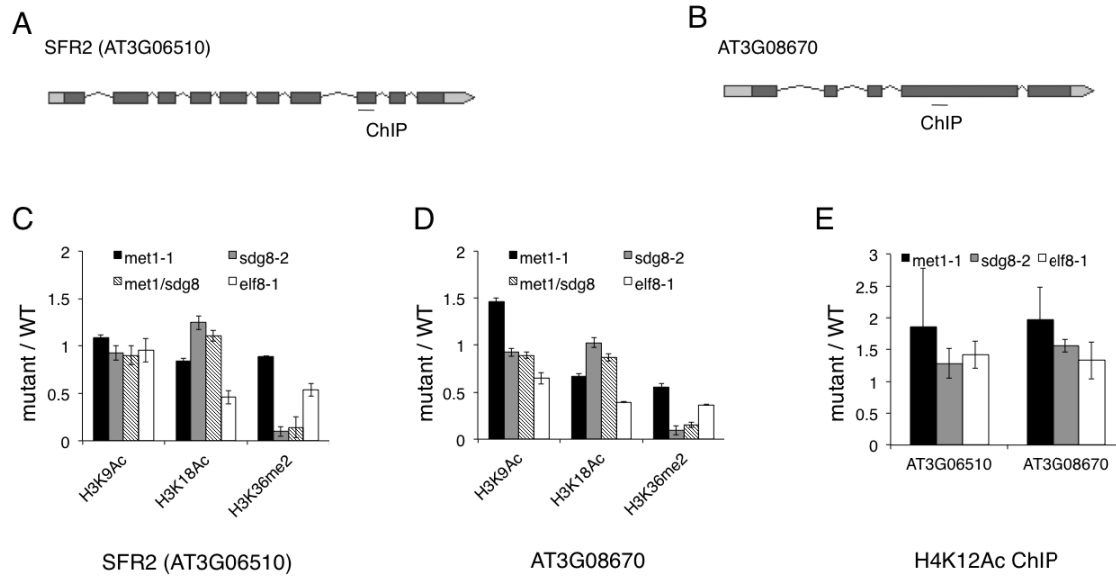 A
SFR2 (AT3G06510)
ChIP
B
AT3G08670
ChIP
C
mutant / WT
2
1.5
1
0.5
0
met1-1
sdg8-2
met1/sdg8
elf8-1
H3K9Ac
H3K18Ac
H3K36me2
SFR2 (AT3G06510)
D
mutant / WT
2
1.5
1
0.5
0
met1-1
sdg8-2
met1/sdg8
elf8-1
H3K9Ac
H3K18Ac
H3K36me2
AT3G08670
E
mutant / WT
3
2.5
2
1.5
1
0.5
0
met1-1
sdg8-2
elf8-1
AT3G06510
AT3G08670
H4K12Ac ChIP